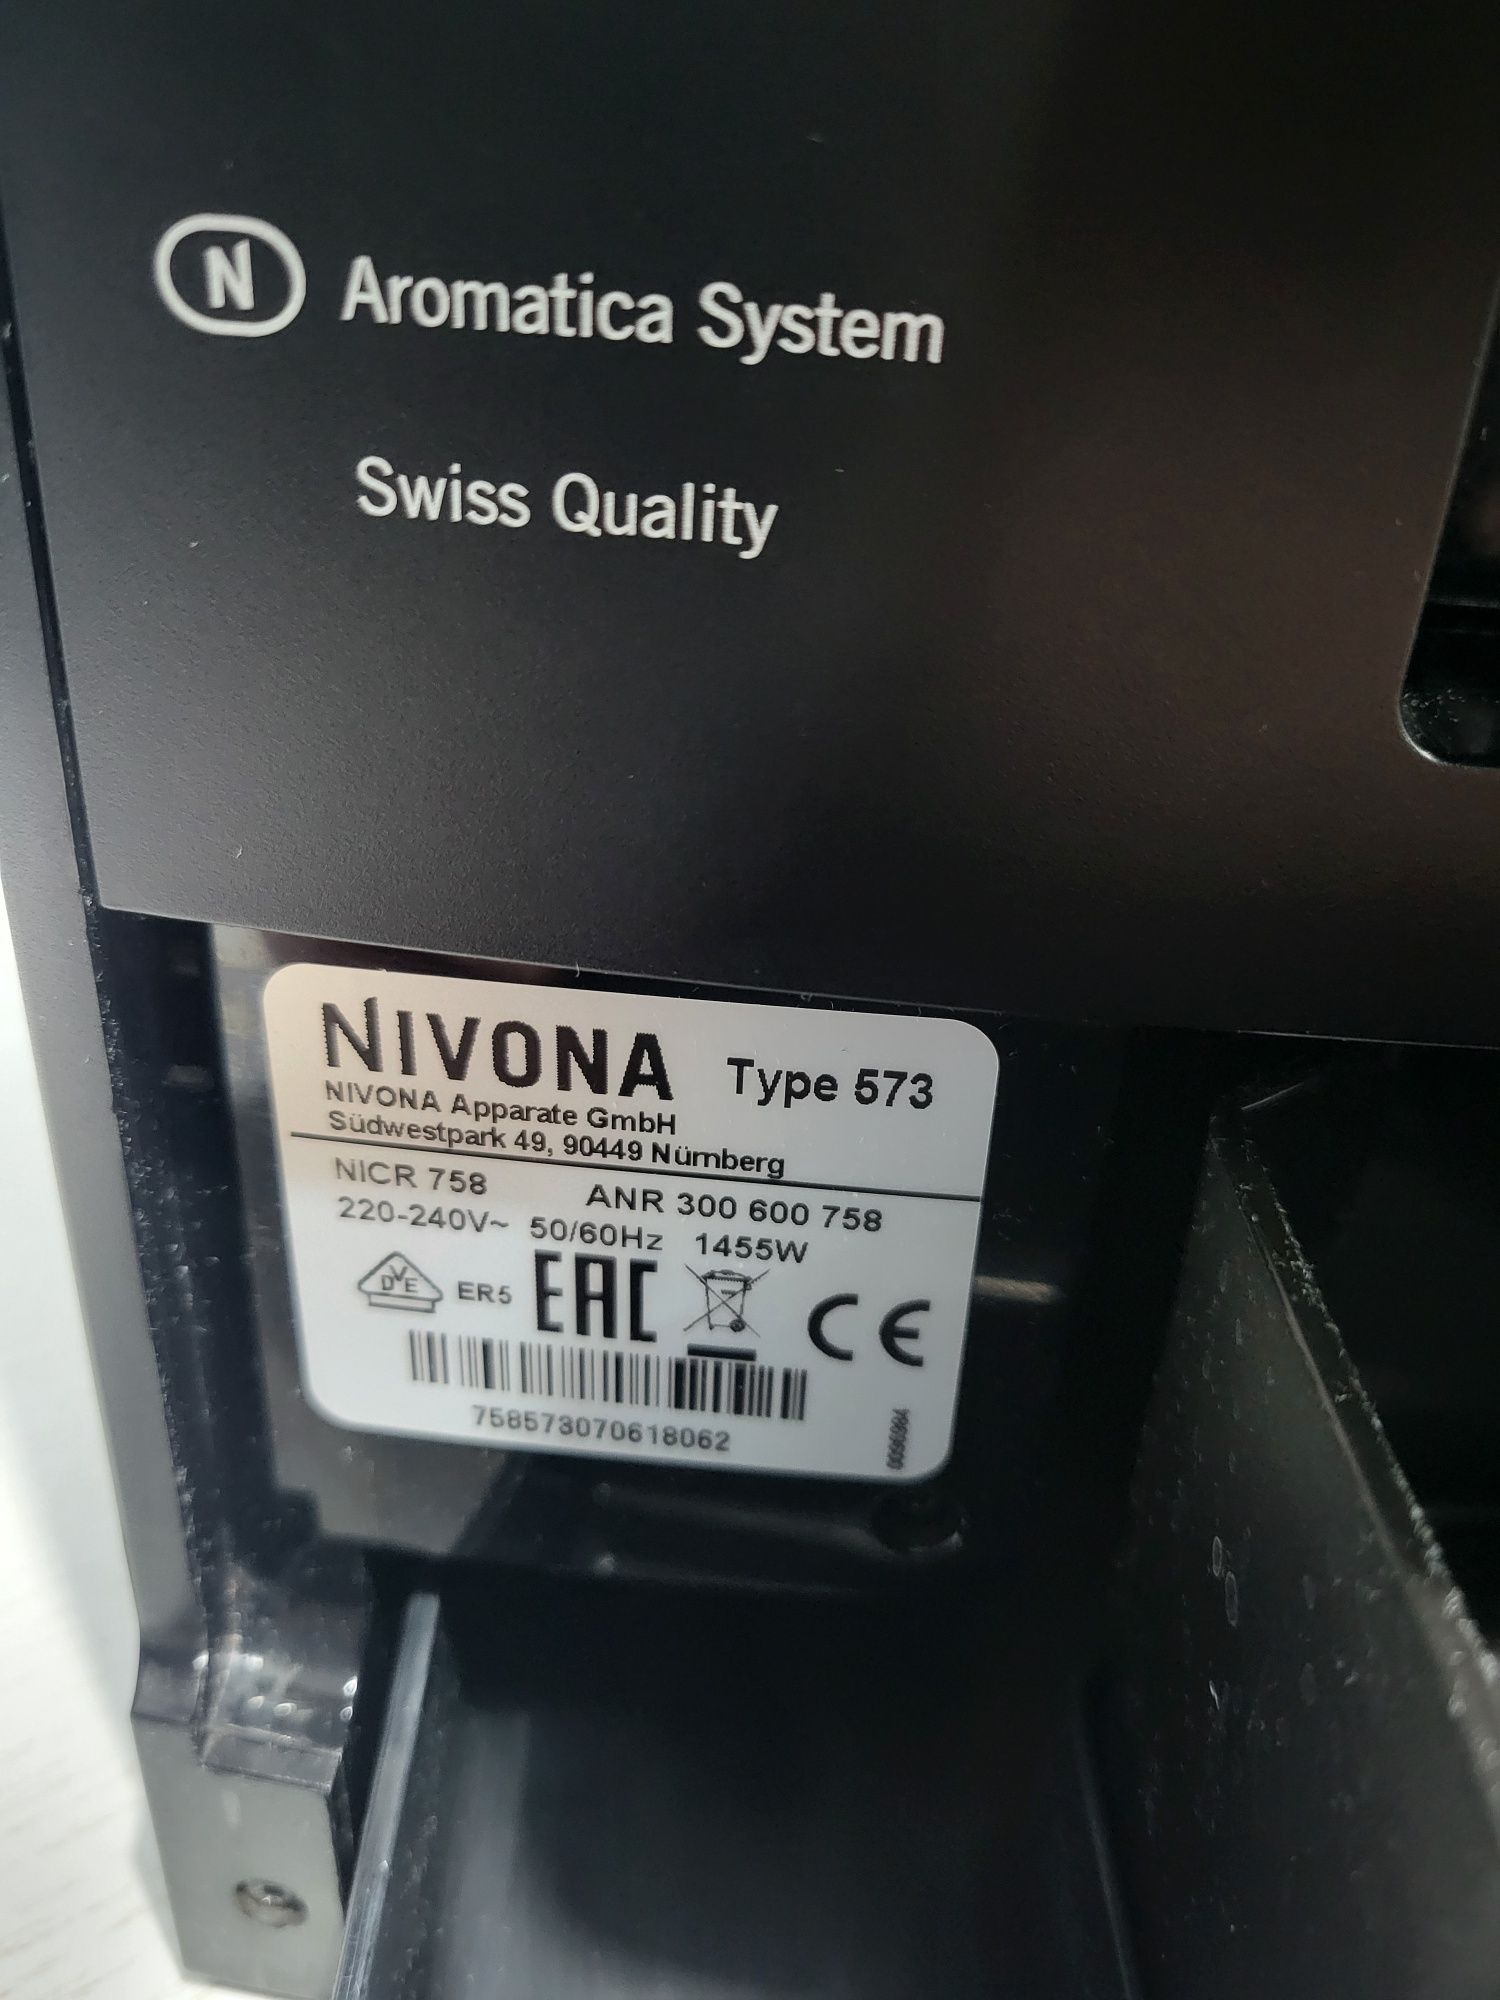 N Aromatica System
Swiss Quality
NIVONA Type 573
NIVONA Apparate GmbH
Südwestpark 49, 90449 Nürnberg
NICR 758 ANR 300 600 758
220-240V~ 50/60Hz 1455W
DVE ER5 EAC CE
758573070618062